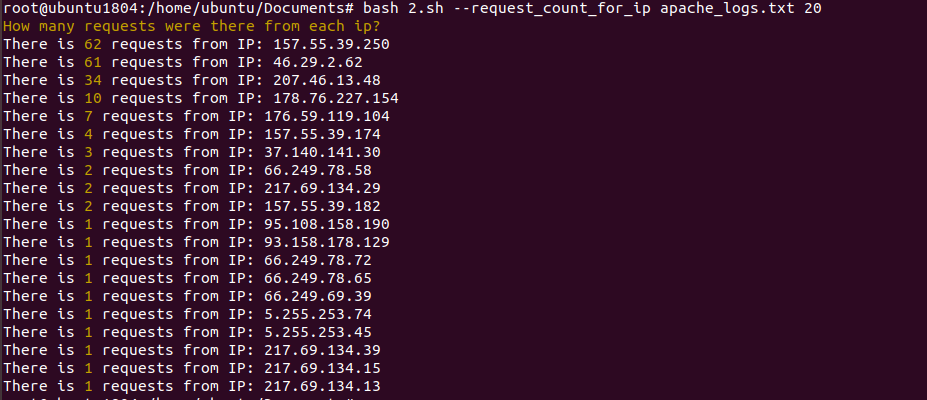 root@ubuntu1804:/home/ubuntu/Documents# bash 2.sh --request_count_for_ip apache_logs.txt 20
How many requests were there from each ip?
There is 62 requests from IP: 157.55.39.250
There is 61 requests from IP: 46.29.2.62
There is 34 requests from IP: 207.46.13.48
There is 10 requests from IP: 178.76.227.154
There is 7 requests from IP: 176.59.119.104
There is 4 requests from IP: 157.55.39.174
There is 3 requests from IP: 37.140.141.30
There is 2 requests from IP: 66.249.78.58
There is 2 requests from IP: 217.69.134.29
There is 2 requests from IP: 157.55.39.182
There is 1 requests from IP: 95.108.158.190
There is 1 requests from IP: 93.158.178.129
There is 1 requests from IP: 66.249.78.72
There is 1 requests from IP: 66.249.78.65
There is 1 requests from IP: 66.249.69.39
There is 1 requests from IP: 5.255.253.74
There is 1 requests from IP: 5.255.253.45
There is 1 requests from IP: 217.69.134.39
There is 1 requests from IP: 217.69.134.15
There is 1 requests from IP: 217.69.134.13